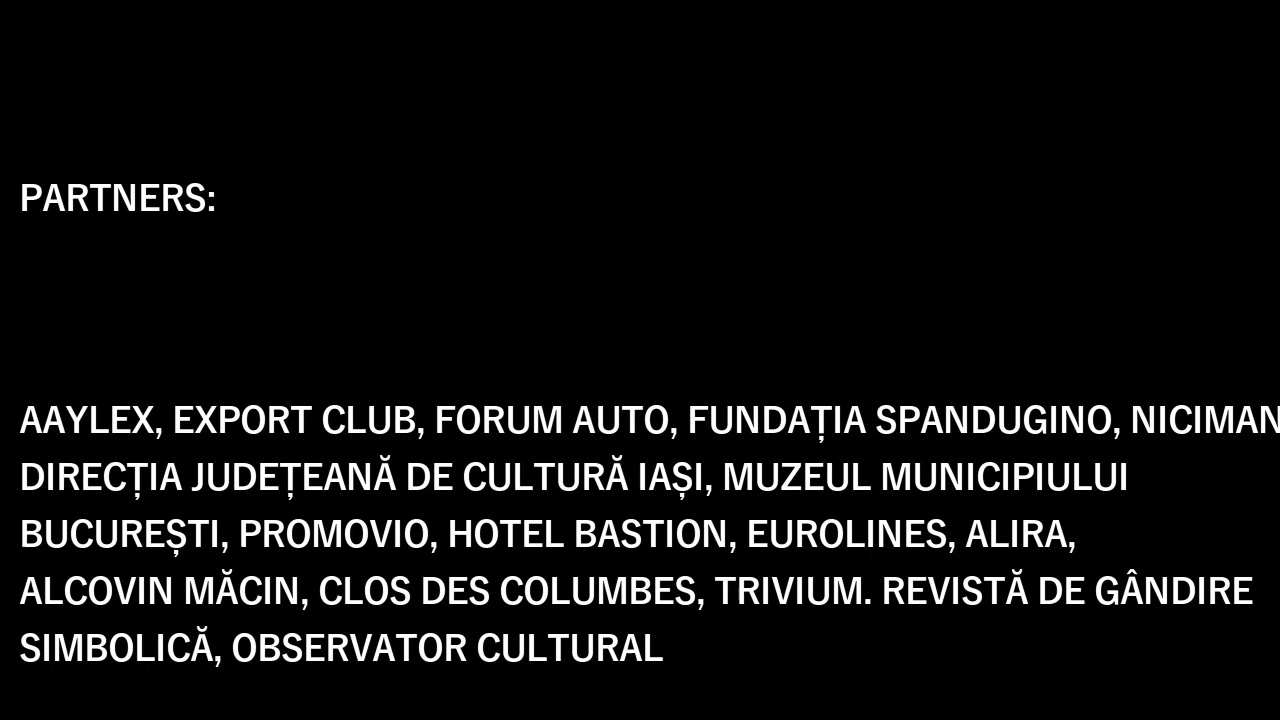 PARTNERS:
AAYLEX, EXPORT CLUB, FORUM AUTO, FUNDAȚIA SPANDUGINO, NICIMAN
DIRECȚIA JUDEȚEANĂ DE CULTURĂ IAȘI, MUZEUL MUNICIPIULUI
BUCUREȘTI, PROMOVIO, HOTEL BASTION, EUROLINES, ALIRA,
ALCOVIN MĂCIN, CLOS DES COLUMBES, TRIVIUM. REVISTĂ DE GÂNDIRE
SIMBOLICĂ, OBSERVATOR CULTURAL